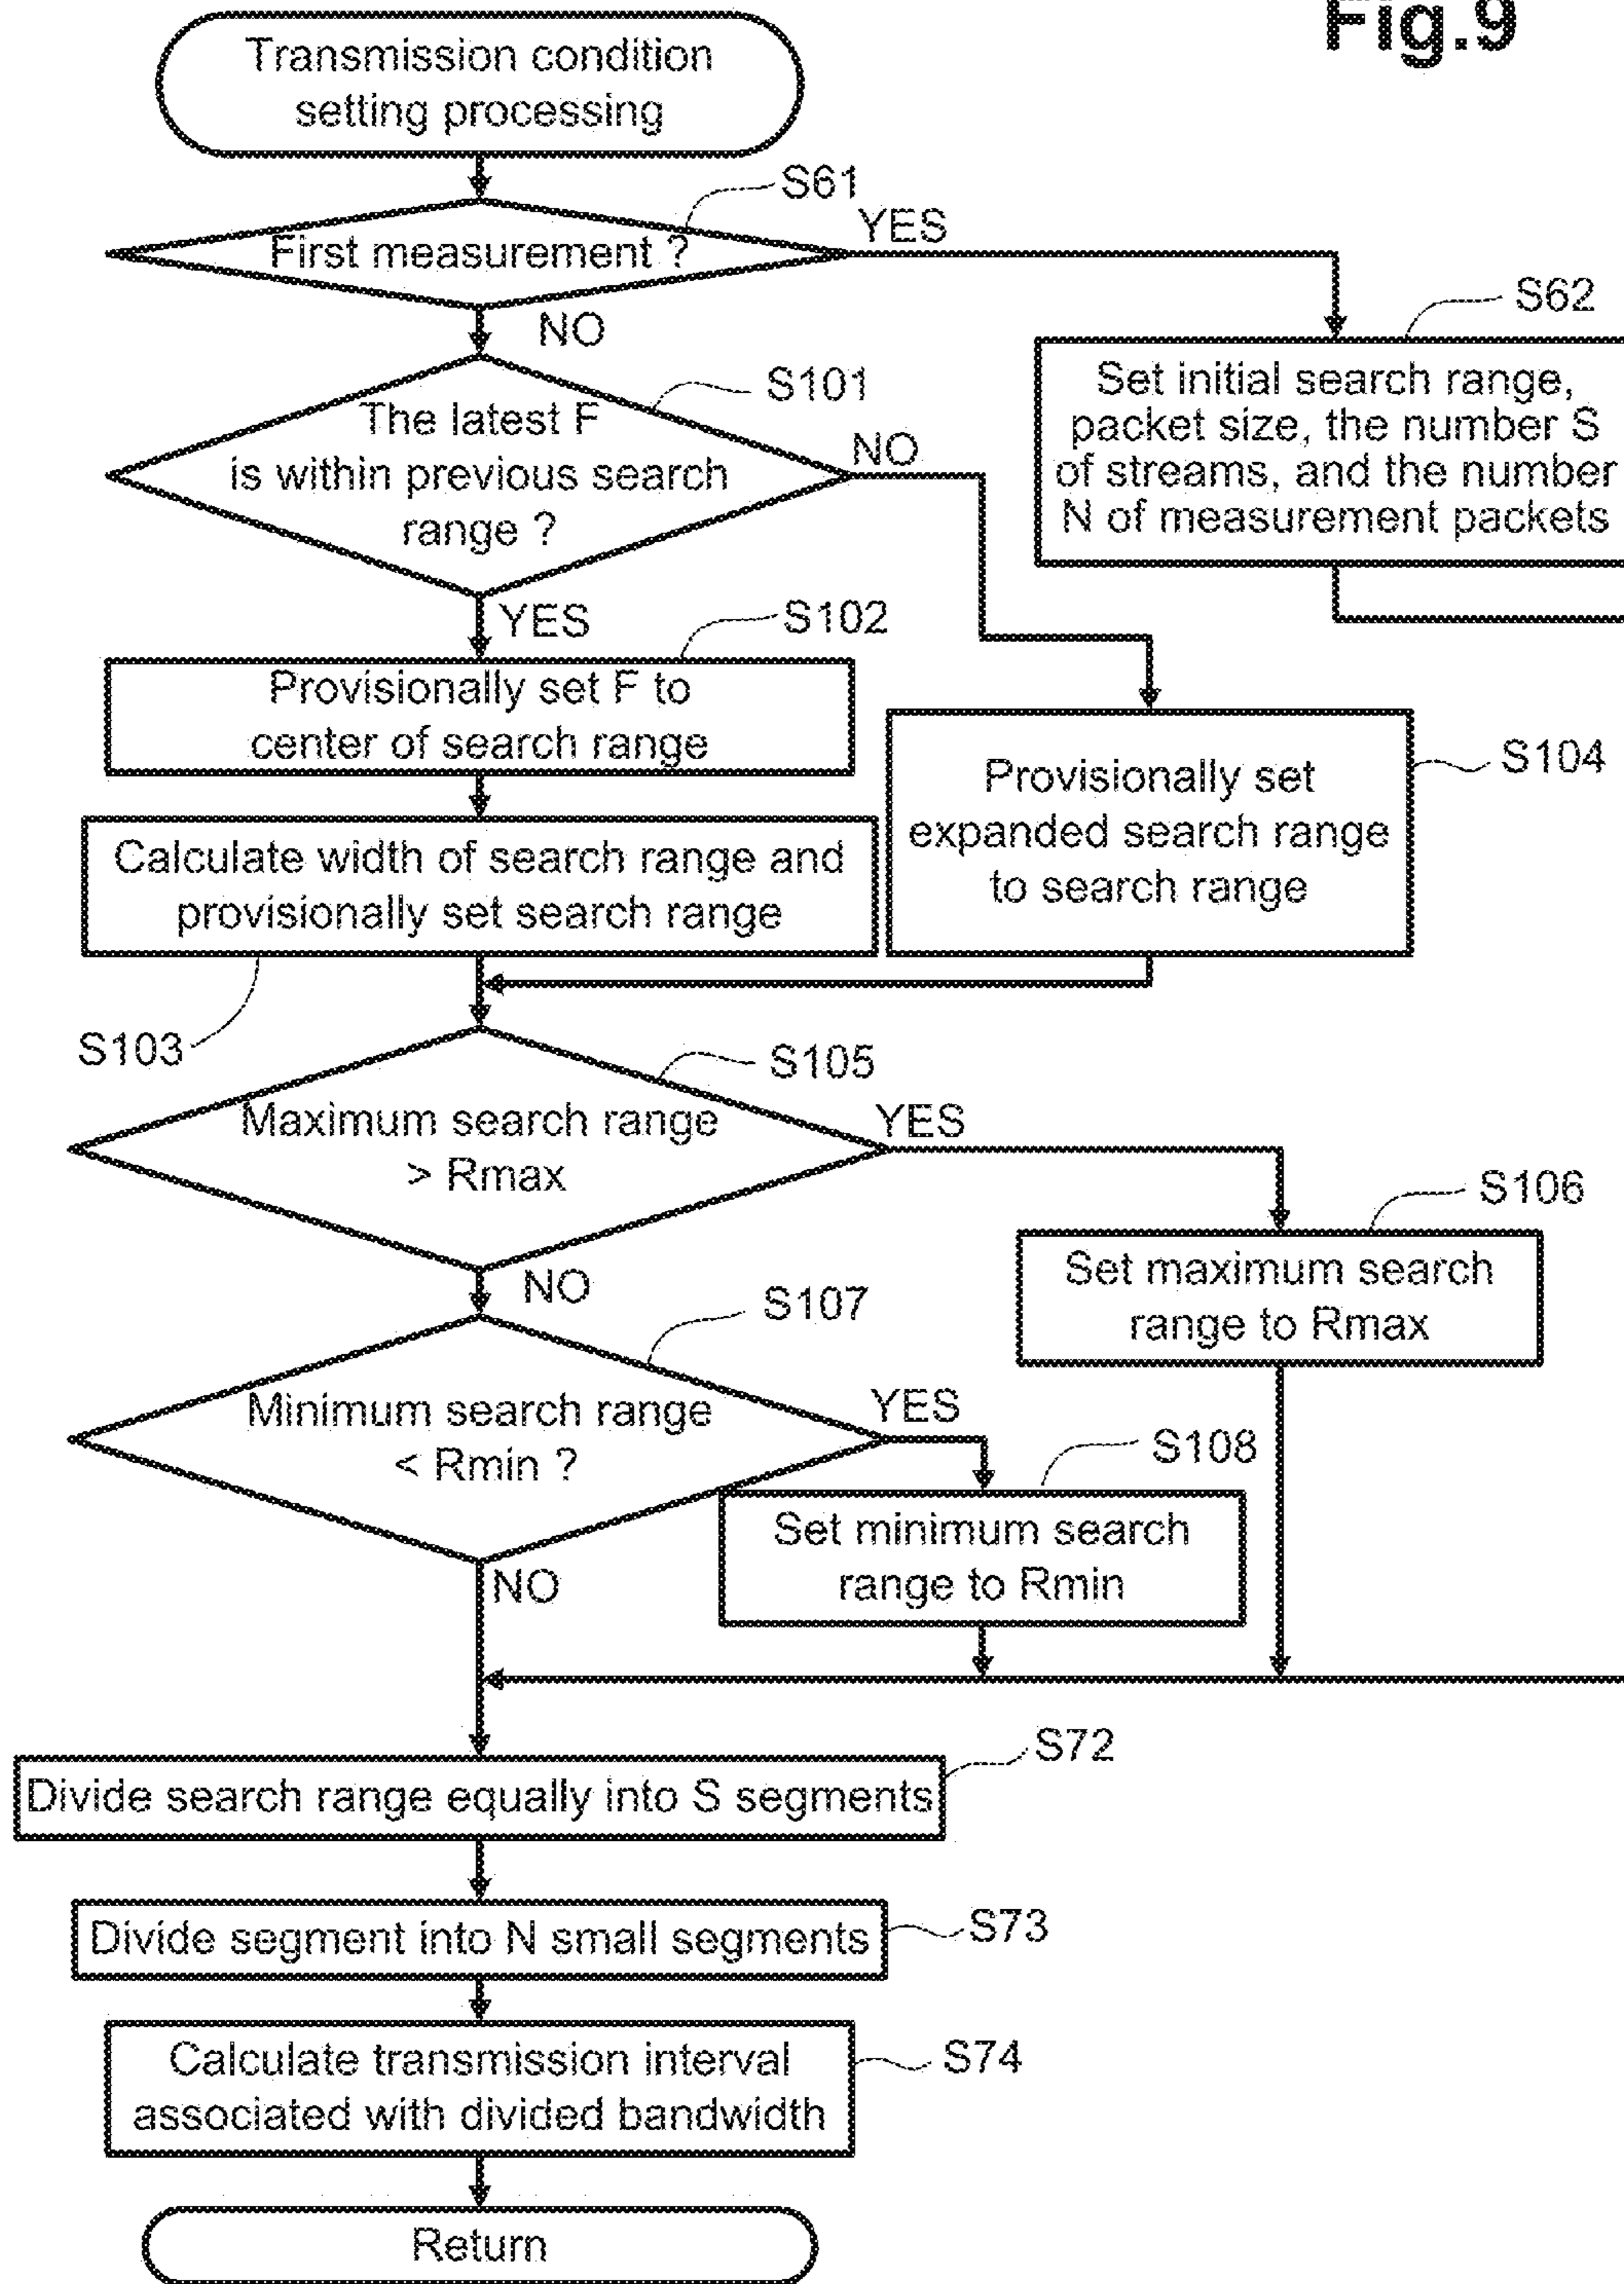 Fig.9
Transmission condition
setting processing
S61
First measurement ?
YES
NO
S62
Set initial search range,
packet size, the number S
of streams, and the number
N of measurement packets
S101
The latest F
is within previous search
range ?
NO
YES
S102
Provisionally set F to
center of search range
S104
Provisionally set
expanded search range
to search range
Calculate width of search range and
provisionally set search range
S103
S105
Maximum search range
> Rmax
YES
NO
S106
Set maximum search
range to Rmax
S107
Minimum search range
< Rmin ?
YES
NO
S108
Set minimum search
range to Rmin
S72
Divide search range equally into S segments
S73
Divide segment into N small segments
S74
Calculate transmission interval
associated with divided bandwidth
Return